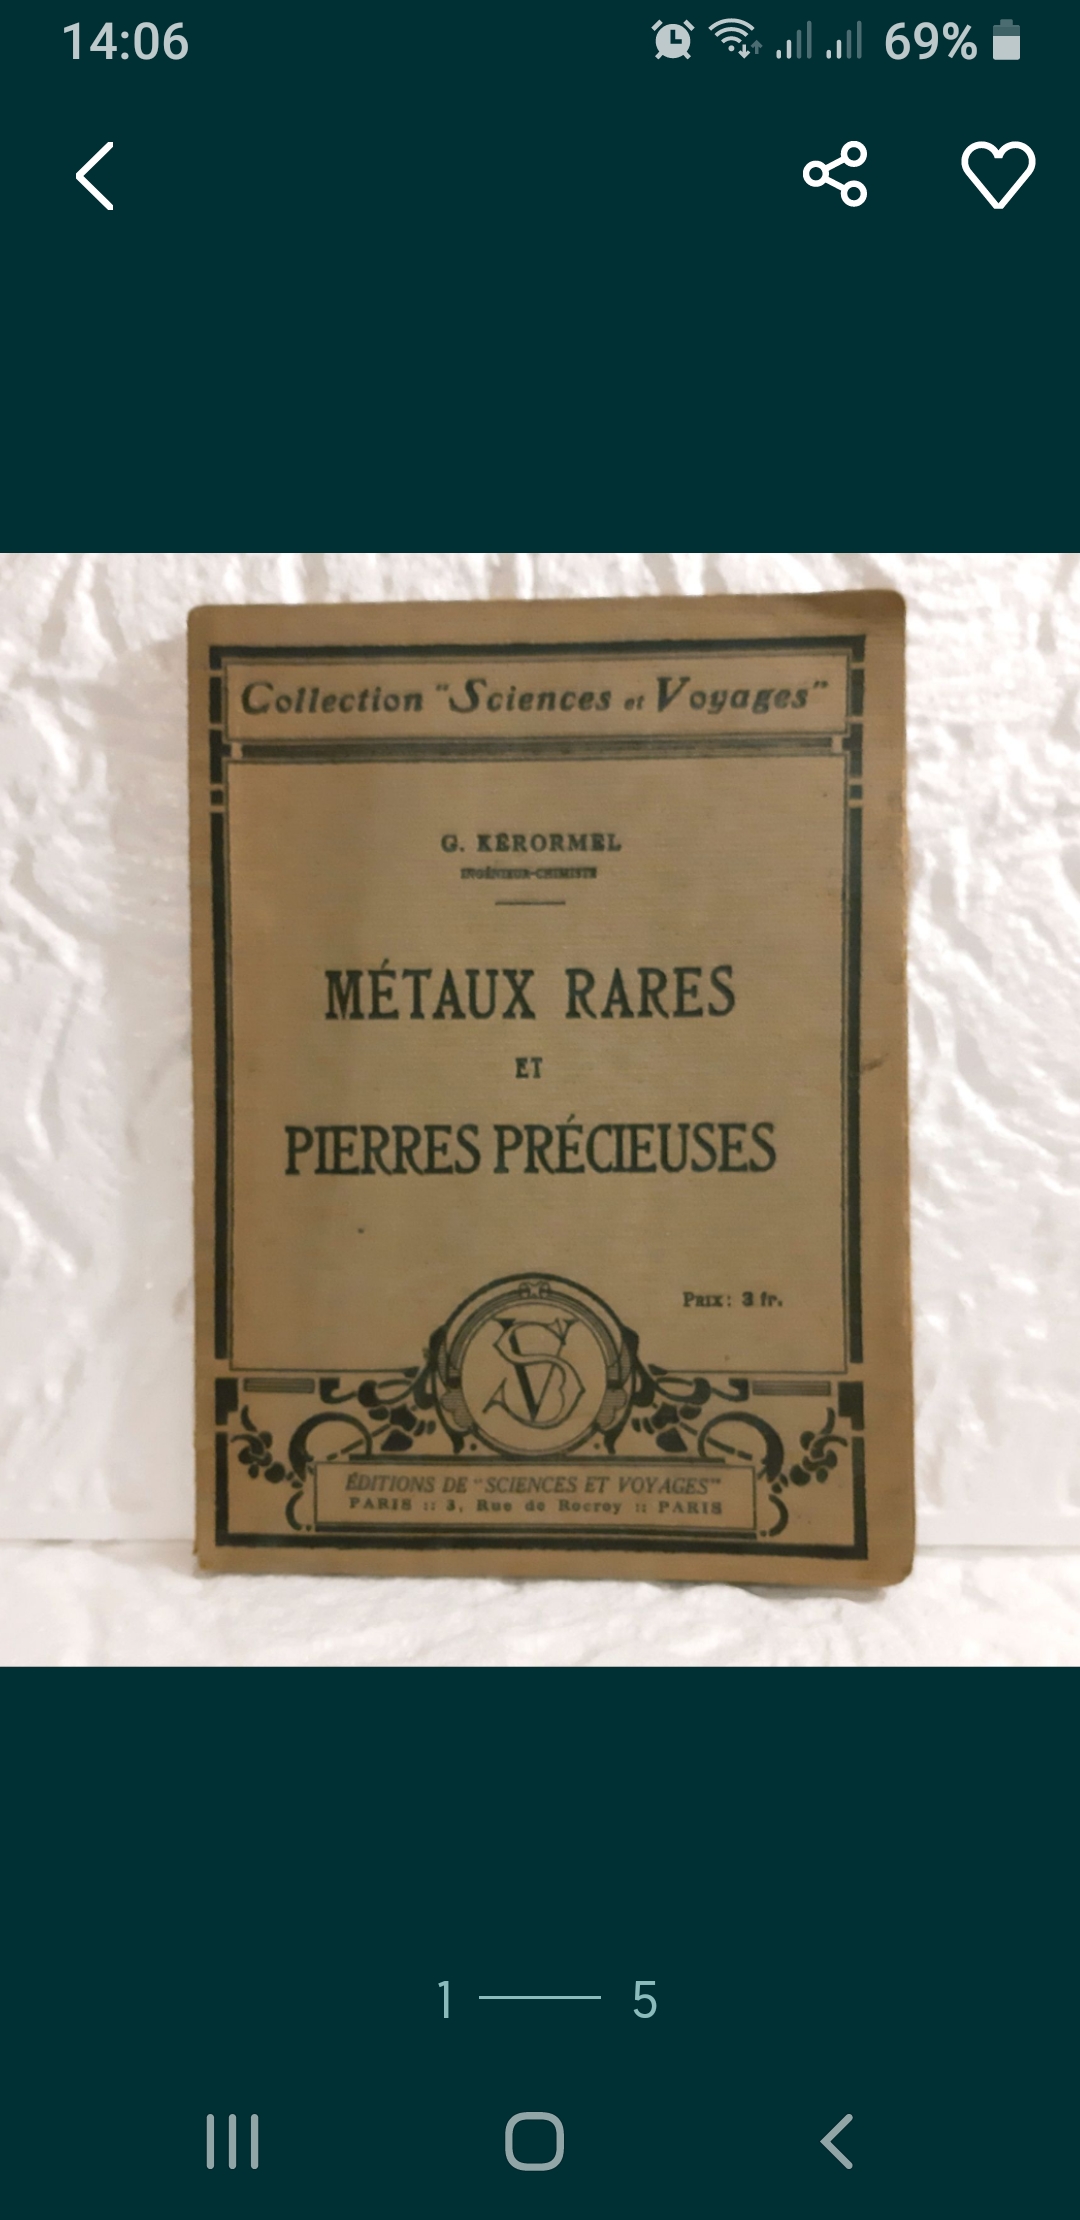 14:06 69%
Collection "Sciences et Voyages"
G. KERORMEL
INGÉNIEUR-CHIMISTE
MÉTAUX RARES
ET
PIERRES PRÉCIEUSES
PRIX: 3 fr.
SV
ÉDITIONS DE "SCIENCES ET VOYAGES"
PARIS :: 3, Rue de Rocroy :: PARIS
1 5